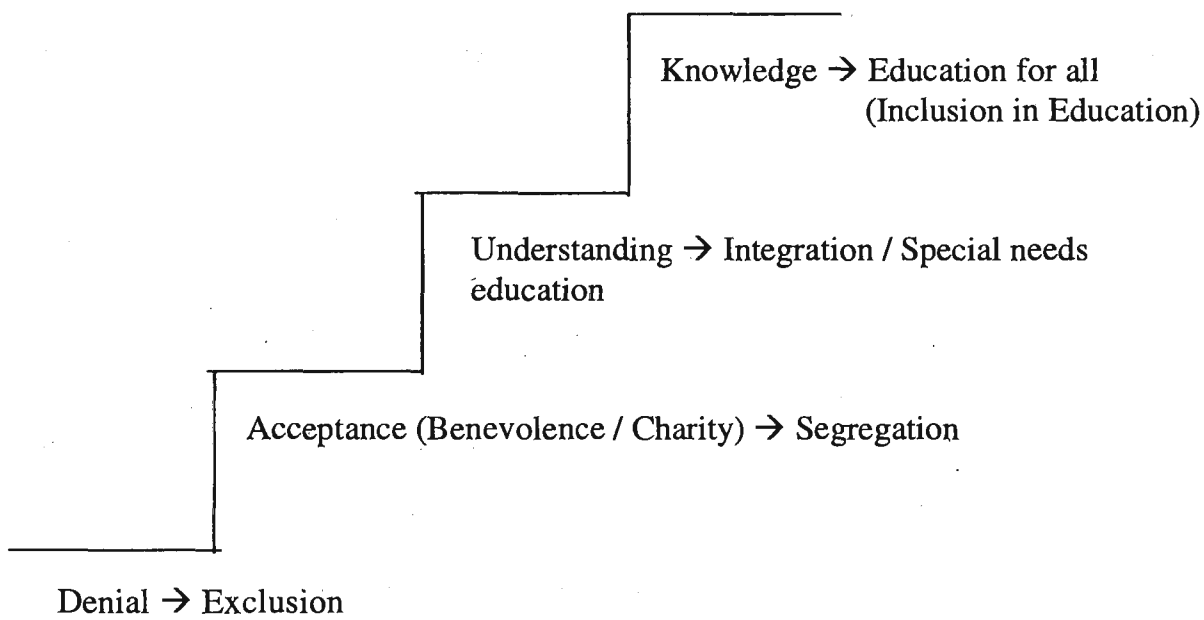 Knowledge → Education for all
(Inclusion in Education)
Understanding → Integration / Special needs
education
Acceptance (Benevolence / Charity) → Segregation
Denial → Exclusion